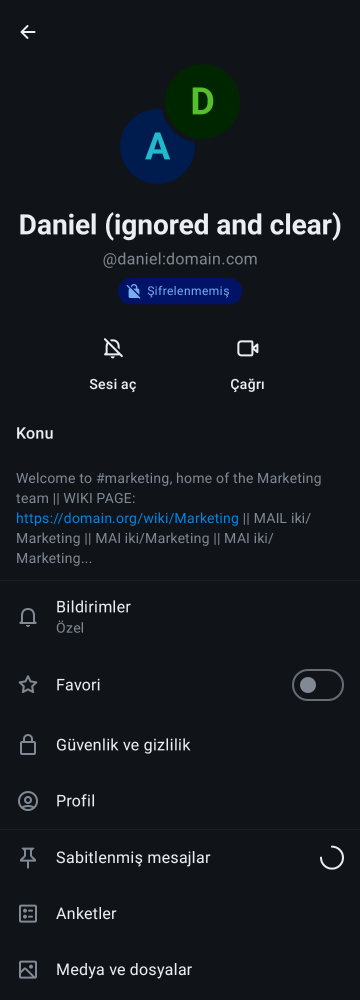 D
A
Daniel (ignored and clear)
@daniel:domain.com
Şifrelenmemiş
Sesi aç
Çağrı
Konu
Welcome to #marketing, home of the Marketing
team || WIKI PAGE:
https://domain.org/wiki/Marketing || MAIL iki/
Marketing || MAI iki/Marketing || MAI iki/
Marketing...
Bildirimler
Özel
Favori
Güvenlik ve gizlilik
Profil
Sabitlenmiş mesajlar
Anketler
Medya ve dosyalar